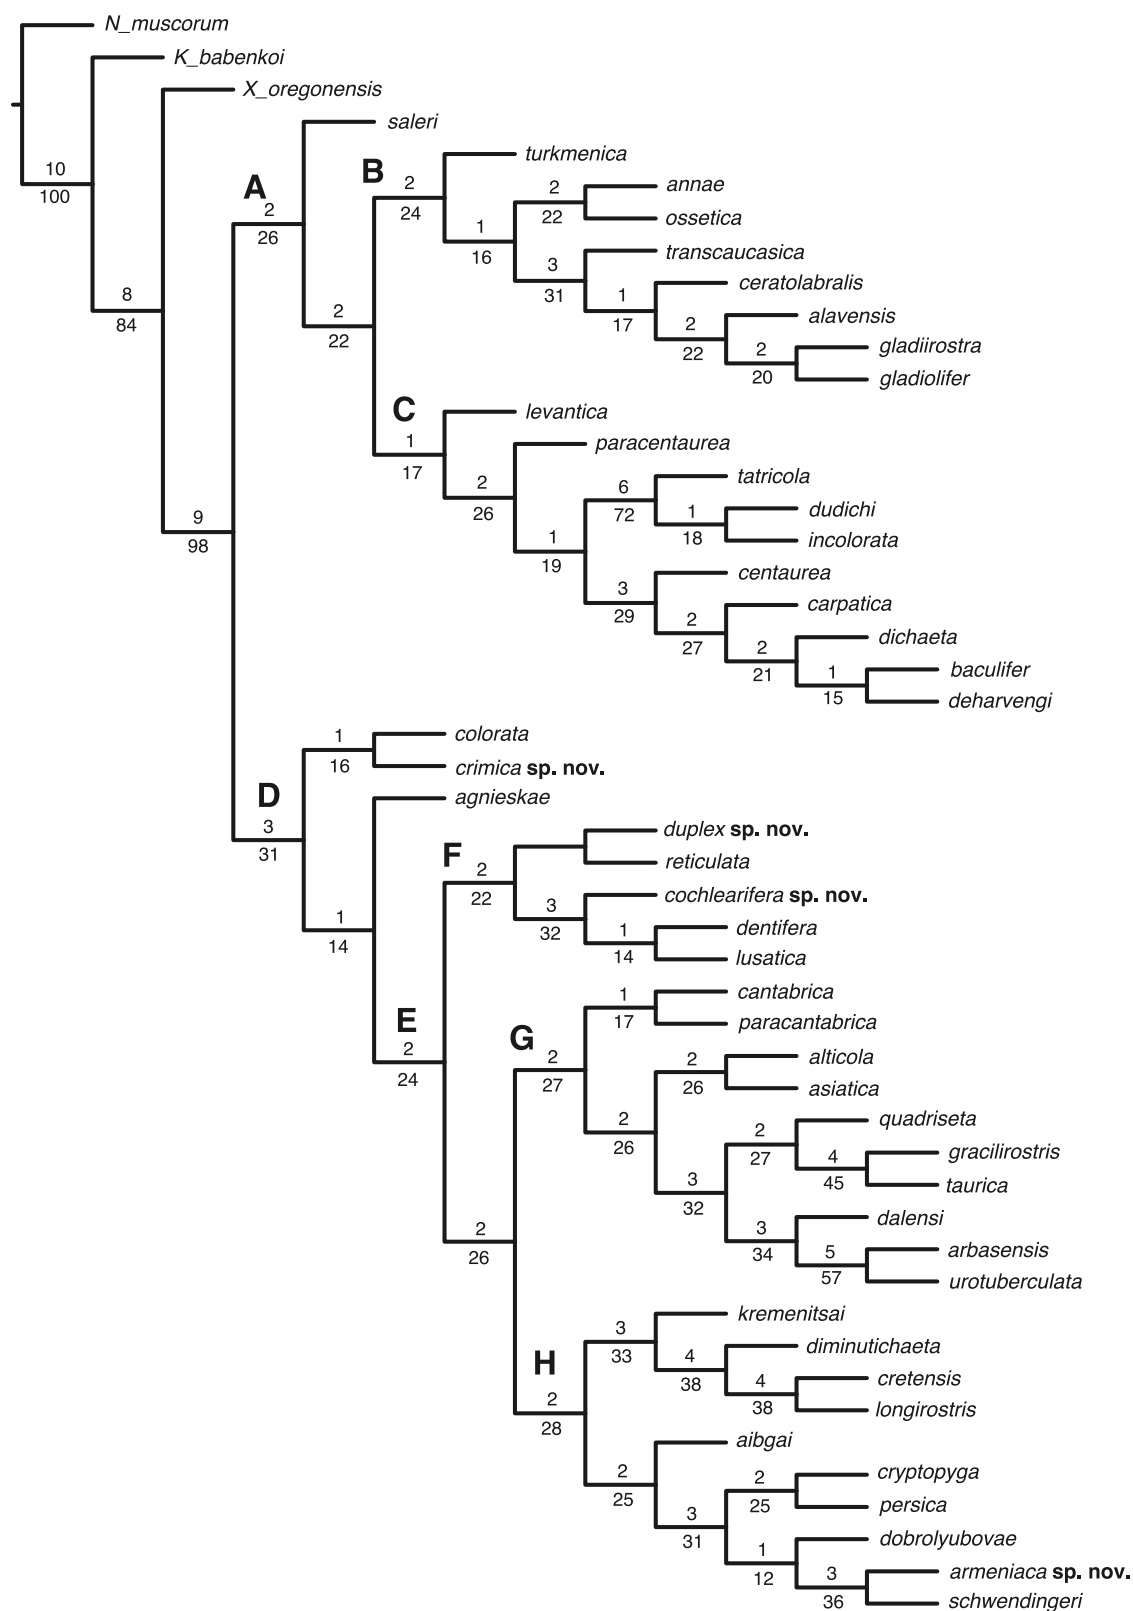 N_muscorum
K_babenkoi
X_oregonensis
saleri
turkmenica
10
100
A
2
26
B
2
24
2
22
annae
ossetica
1
16
transcaucasica
3
31
ceratolabralis
1
17
alavensis
2
22
gladiirostra
2
20
gladiolifer
8
84
2
22
C
levantica
1
17
paracentaurea
2
26
tatricola
6
72
dudichi
1
18
incolorata
9
98
1
19
centaurea
3
29
carpatica
2
27
dichaeta
2
21
baculifer
1
15
deharvengi
colorata
1
16
crimica sp. nov.
D
3
31
agnieskae
duplex sp. nov.
F
2
22
reticulata
cochlearifera sp. nov.
3
32
dentifera
1
14
lusatica
1
14
cantabrica
1
17
paracantabrica
E
2
24
G
2
27
alticola
2
26
asiatica
2
26
quadriseta
2
27
gracilirostris
4
45
taurica
3
32
dalensi
3
34
arbasensis
5
57
urotuberculata
2
26
kremenitsai
3
33
diminutichaeta
4
38
cretensis
4
38
longirostris
H
2
28
aibgai
2
25
cryptopyga
2
25
persica
3
31
dobrolyubovae
1
12
armeniaca sp. nov.
3
36
schwendingeri